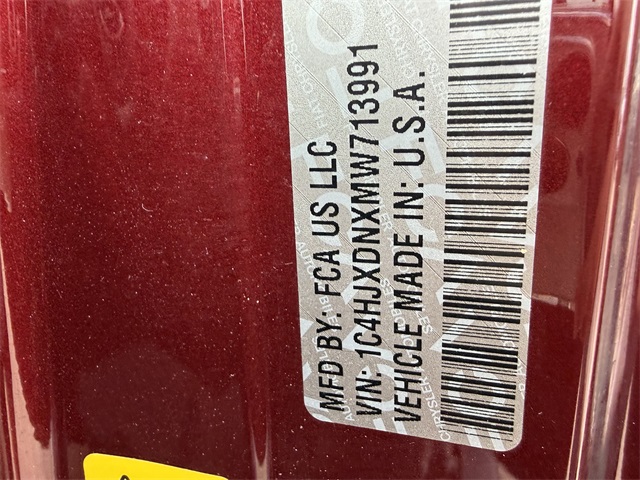 MFD BY: FCA US LLC
VIN: 1C4HJXDNXMW713991
VEHICLE MADE IN: U.S.A.